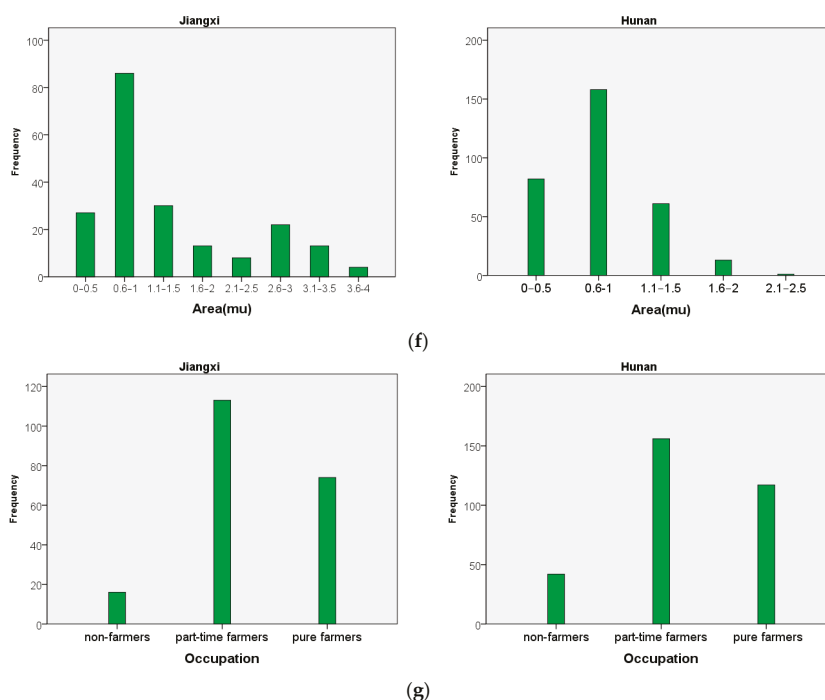 Jiangxi
Frequency
100
80
60
40
20
0
0-0.5 0.6-1 1.1-1.5 1.6-2 2.1-2.5 2.6-3 3.1-3.5 3.6-4
Area(mu)
Hunan
Frequency
200
150
100
50
0
0-0.5 0.6-1 1.1-1.5 1.6-2 2.1-2.5
Area(mu)
(f)
Jiangxi
Frequency
120
100
80
60
40
20
0
non-farmers part-time farmers pure farmers
Occupation
Hunan
Frequency
200
150
100
50
0
non-farmers part-time farmers pure farmers
Occupation
(g)